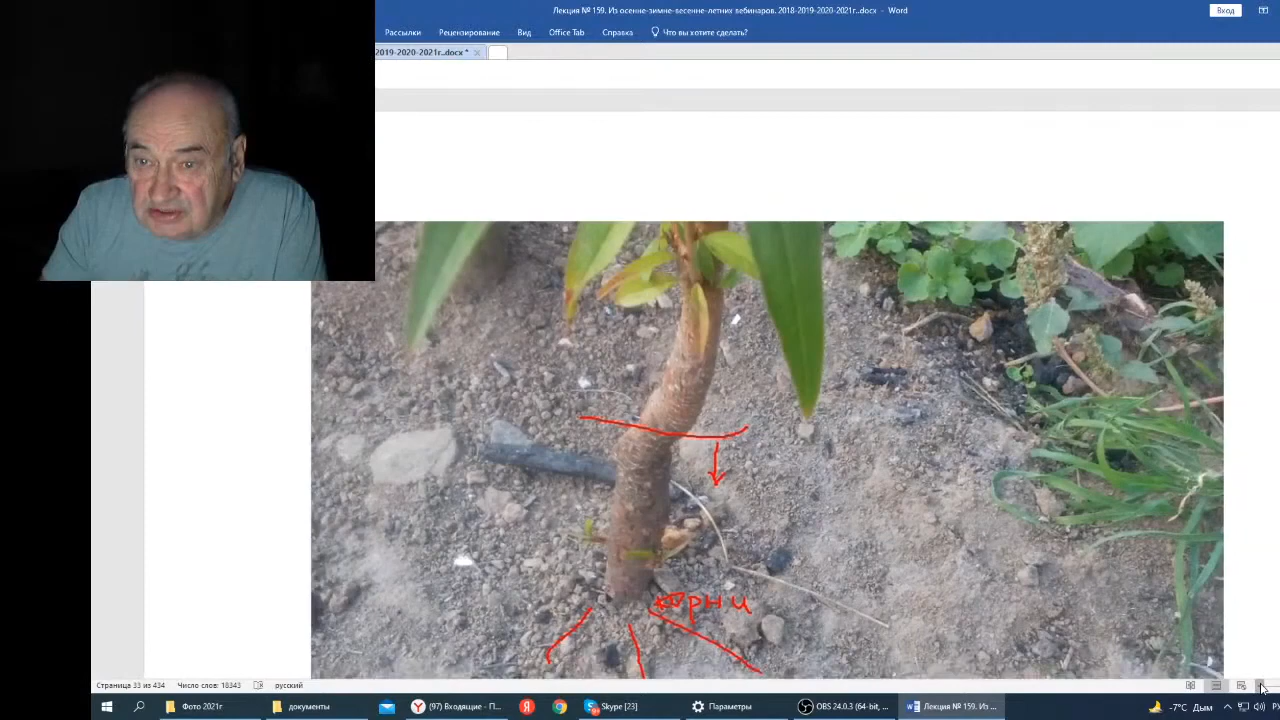 Лекция № 159. Из осенне-зимне-весенне-летних вебинаров. 2018-2019-2020-2021г..docx - Word
Вход
Рассылки Рецензирование Вид Office Tab Справка Что вы хотите сделать?
2019-2020-2021г..docx *
корни
Страница 33 из 434 Число слов: 18343 русский
Фото 2021г документы (97) Входящие - П... Skype [23] Параметры OBS 24.0.3 (64-bit, ... Лекция № 159. Из ... -7°C Дым